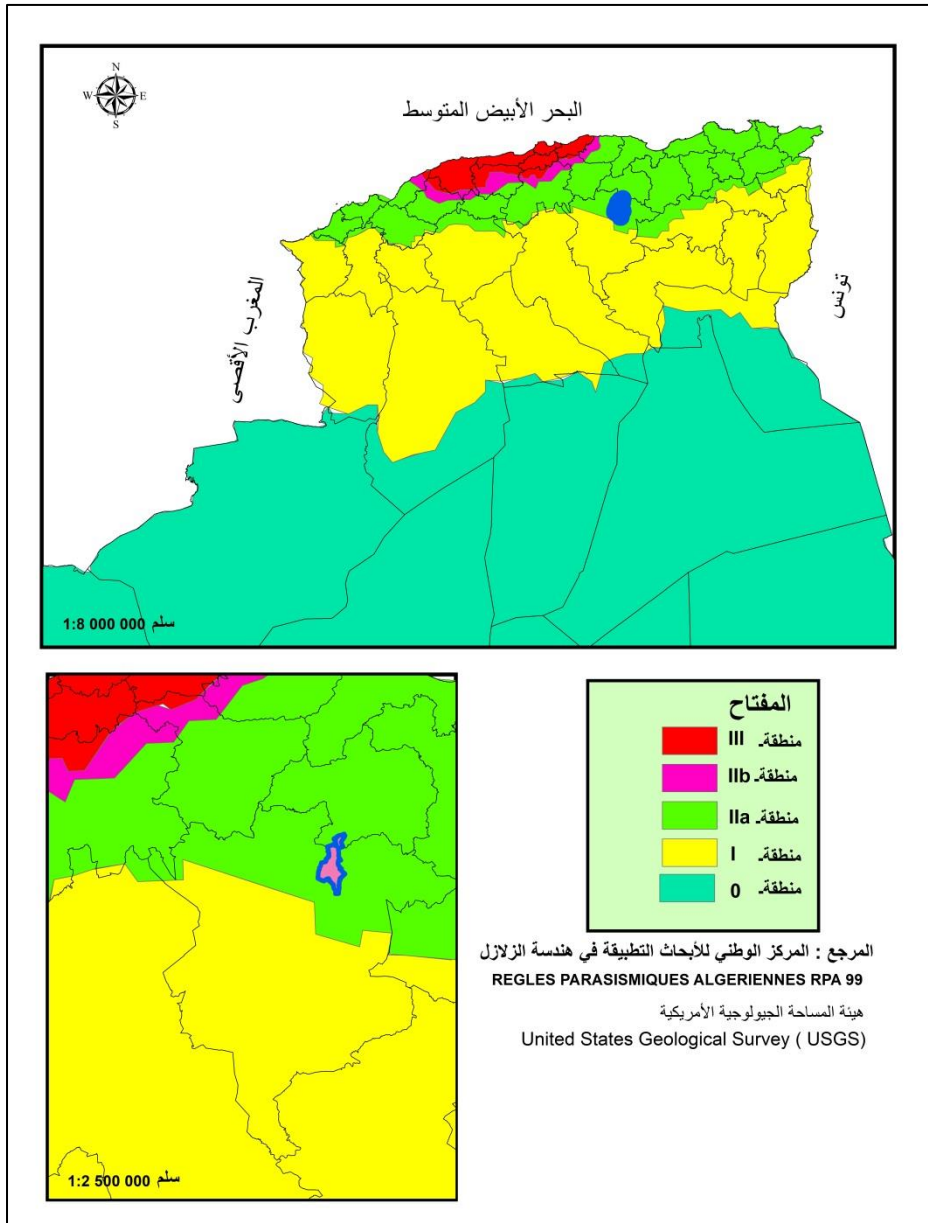 N
W E
S
البحر الأبيض المتوسط
المغرب الأقصى
تونس
سلم 1:8 000 000
المفتاح
منطقة- III
منطقة- IIb
منطقة- IIa
منطقة- I
منطقة- 0
المرجع : المركز الوطني للأبحاث التطبيقة في هندسة الزلازل
REGLES PARASISMIQUES ALGERIENNES RPA 99
هيئة المساحة الجيولوجية الأمريكية
United States Geological Survey ( USGS)
سلم 1:2 500 000